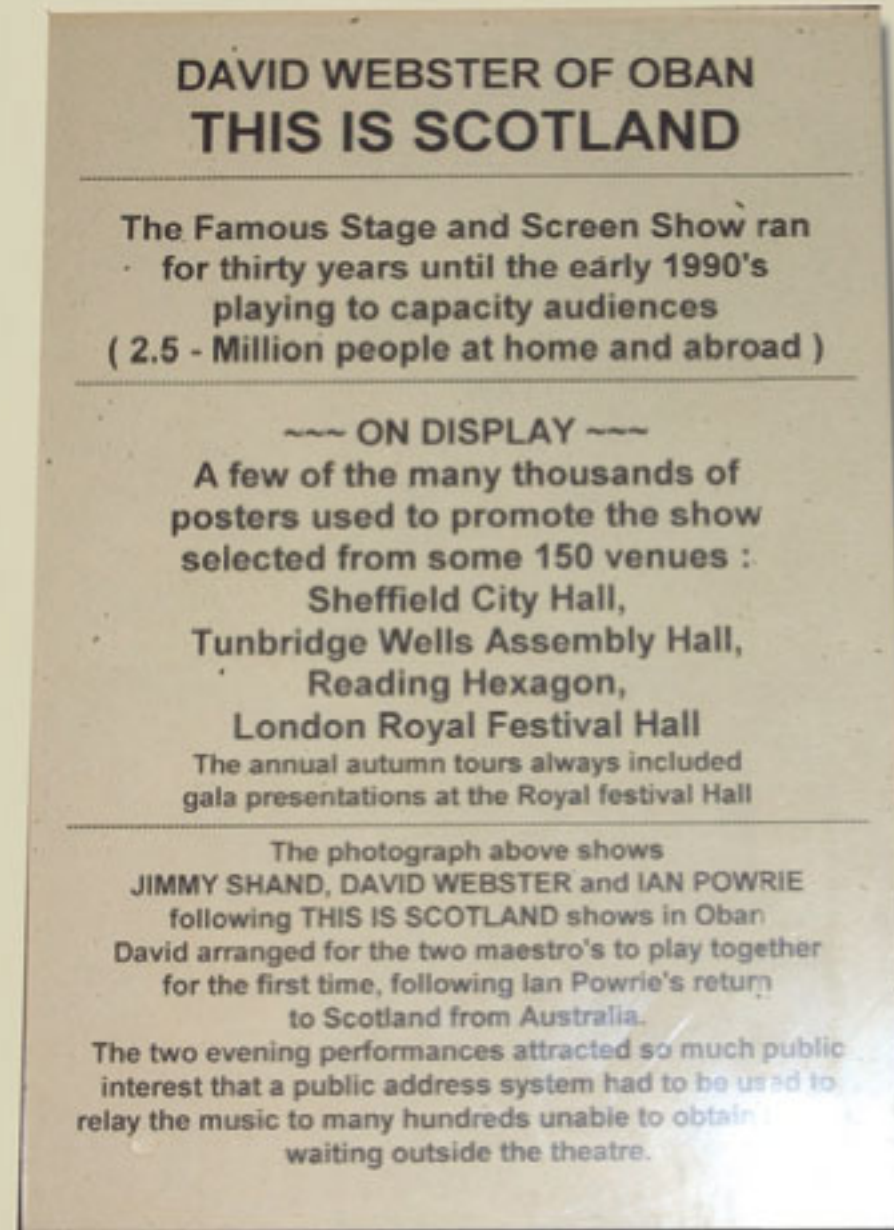 DAVID WEBSTER OF OBAN
THIS IS SCOTLAND
The Famous Stage and Screen Show ran
for thirty years until the early 1990's
playing to capacity audiences
( 2.5 - Million people at home and abroad )
~~~ ON DISPLAY ~~~
A few of the many thousands of
posters used to promote the show
selected from some 150 venues :
Sheffield City Hall,
Tunbridge Wells Assembly Hall,
Reading Hexagon,
London Royal Festival Hall
The annual autumn tours always included
gala presentations at the Royal festival Hall
The photograph above shows
JIMMY SHAND, DAVID WEBSTER and IAN POWRIE
following THIS IS SCOTLAND shows in Oban
David arranged for the two maestro's to play together
for the first time, following Ian Powrie's return
to Scotland from Australia.
The two evening performances attracted so much public
interest that a public address system had to be used to
relay the music to many hundreds unable to obtain
waiting outside the theatre.